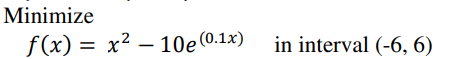 Minimize
f(x) = x² − 10e^(0.1x) in interval (-6, 6)